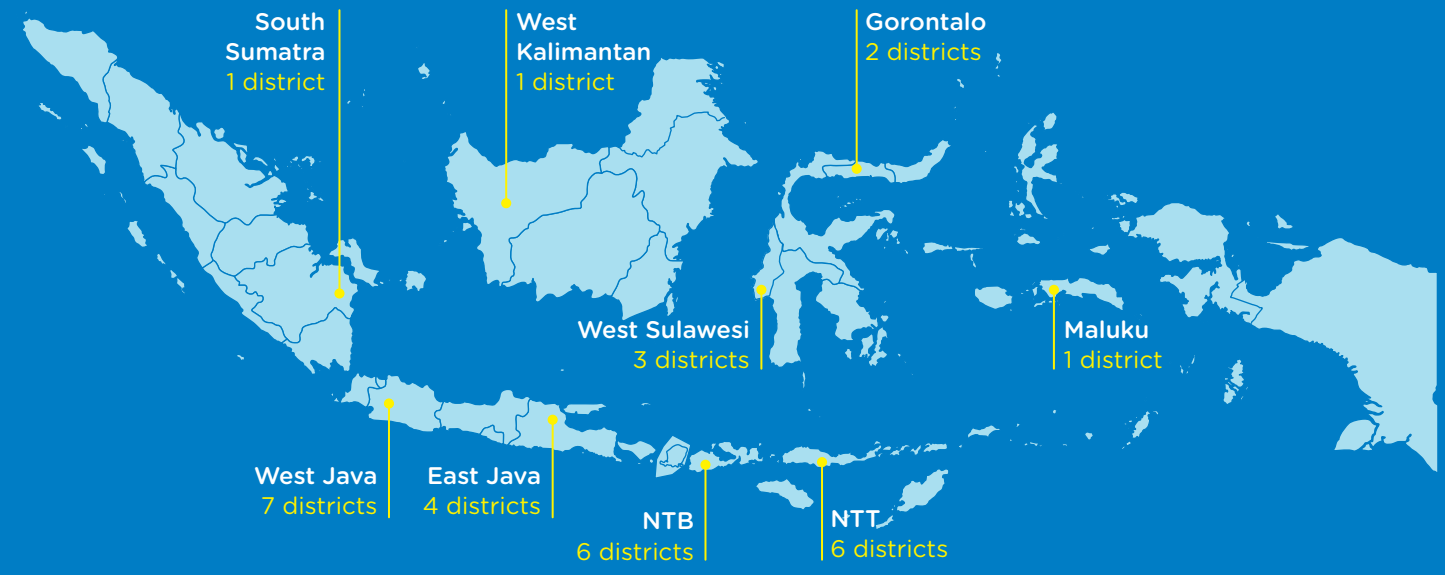 South
Sumatra
1 district
West
Kalimantan
1 district
Gorontalo
2 districts
West Sulawesi
3 districts
Maluku
1 district
West Java
7 districts
East Java
4 districts
NTB
6 districts
NTT
6 districts